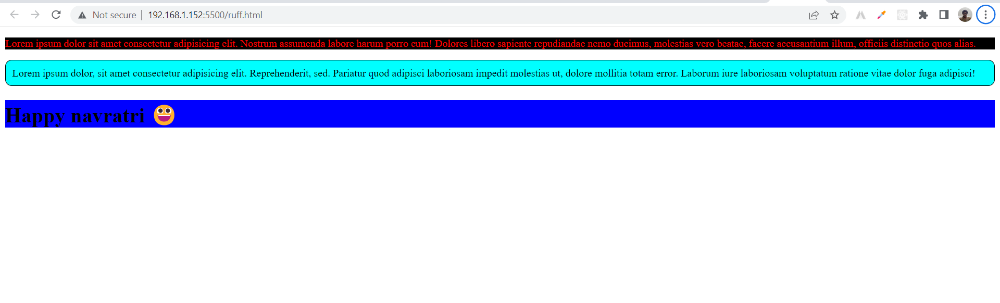 Not secure | 192.168.1.152:5500/ruff.html
Lorem ipsum dolor sit amet consectetur adipisicing elit. Nostrum assumenda labore harum porro eum! Dolores libero sapiente repudiandae nemo ducimus, molestias vero beatae, facere accusantium illum, officiis distinctio quos alias.
Lorem ipsum dolor, sit amet consectetur adipisicing elit. Reprehenderit, sed. Pariatur quod adipisci laboriosam impedit molestias ut, dolore mollitia totam error. Laborum iure laboriosam voluptatum ratione vitae dolor fuga adipisci!
Happy navratri 😀